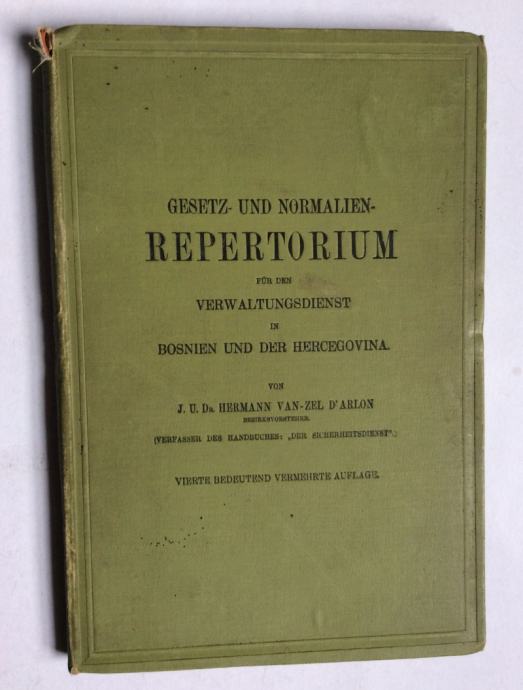 GESETZ- UND NORMALIEN-
REPERTORIUM
FÜR DEN
VERWALTUNGSDIENST
IN
BOSNIEN UND DER HERCEGOVINA.
VON
J. U. DR. HERMANN VAN-ZEL D'ARLON
BEZIRKSVORSTEHER.
(VERFASSER DES HANDBUCHES: „DER SICHERHEITSDIENST“.)
VIERTE BEDEUTEND VERMEHRTE AUFLAGE.